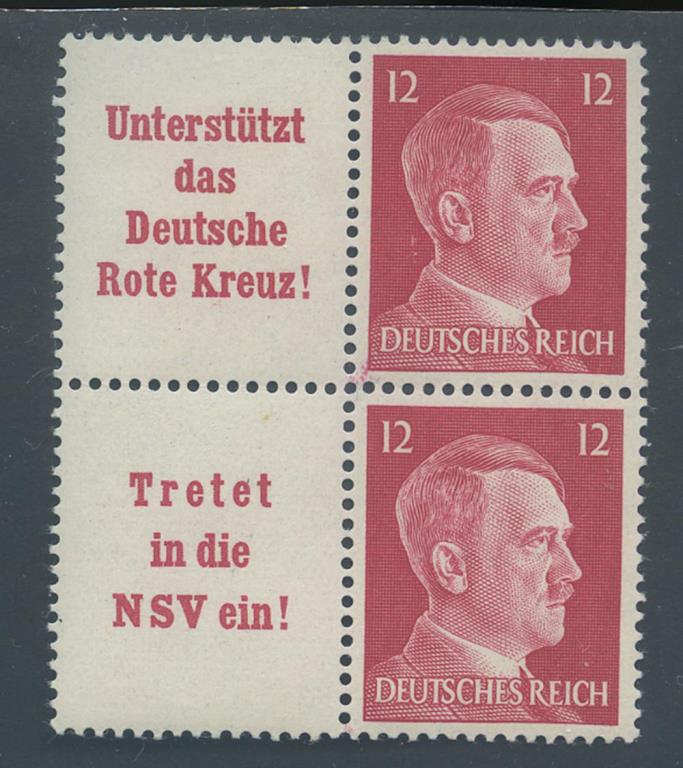 Unterstützt
das
Deutsche
Rote Kreuz!
12 12
DEUTSCHES REICH
Tretet
in die
NSV ein!
12 12
DEUTSCHES REICH